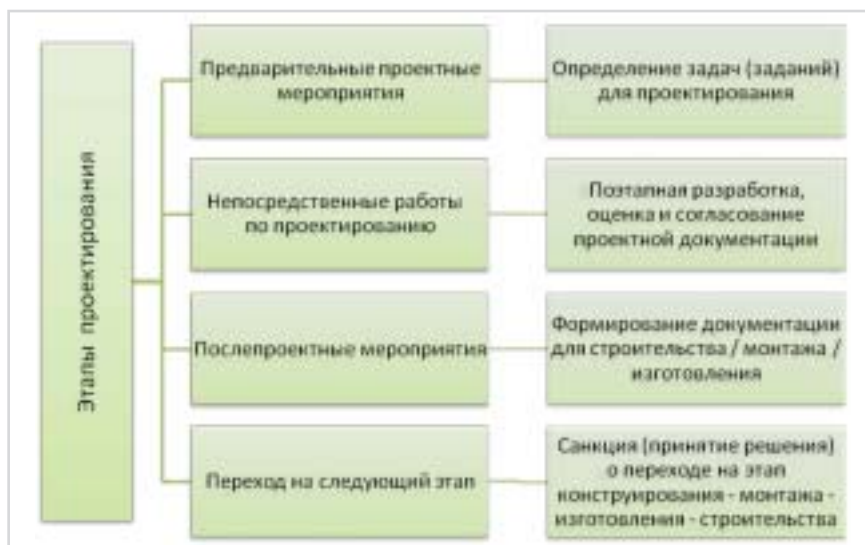 Этапы проектирования
Предварительные проектные
мероприятия
Определение задач (заданий)
для проектирования
Непосредственные работы
по проектированию
Поэтапная разработка,
оценка и согласование
проектной документации
Послепроектные мероприятия
Формирование документации
для строительства / монтажа /
изготовления
Переход на следующий этап
Санкция (принятие решения)
о переходе на этап
конструирования - монтажа -
изготовления - строительства